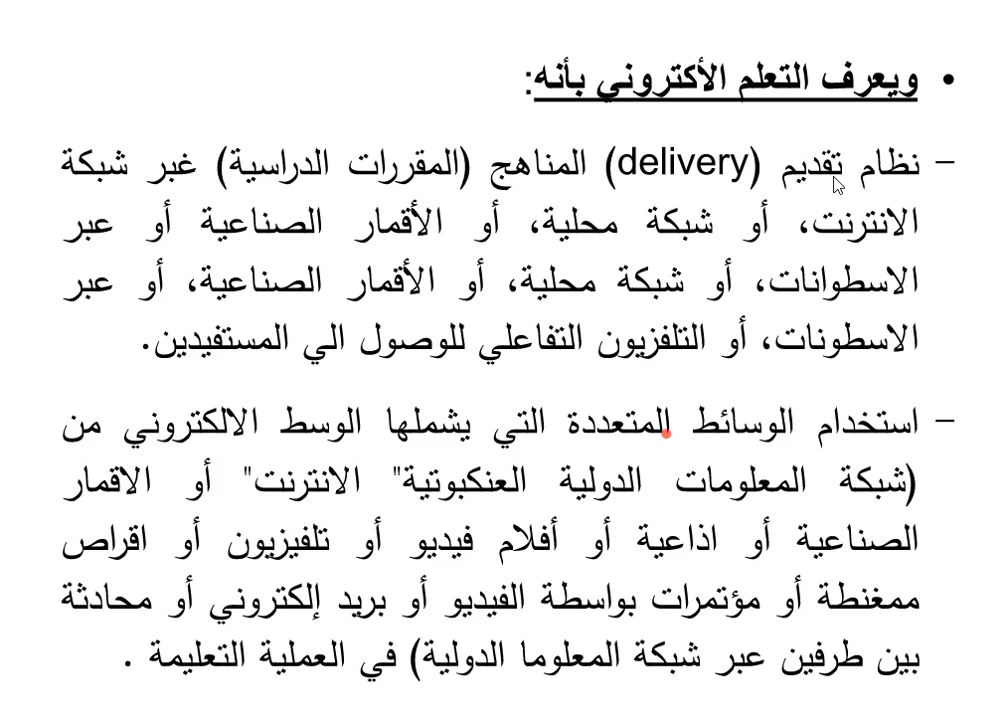 • ويعرف التعلم الأكتروني بأنه:
– نظام تقديم (delivery) المناهج (المقررات الدراسية) غبر شبكة
الانترنت، أو شبكة محلية، أو الأقمار الصناعية أو عبر
الاسطوانات، أو شبكة محلية، أو الأقمار الصناعية، أو عبر
الاسطونات، أو التلفزيون التفاعلي للوصول الي المستفيدين.
– استخدام الوسائط المتعددة التي يشملها الوسط الالكتروني من
(شبكة المعلومات الدولية العنكبوتية" الانترنت" أو الاقمار
الصناعية أو اذاعية أو أفلام فيديو أو تلفيزيون أو اقراص
ممغنطة أو مؤتمرات بواسطة الفيديو أو بريد إلكتروني أو محادثة
بين طرفين عبر شبكة المعلوما الدولية) في العملية التعليمة .